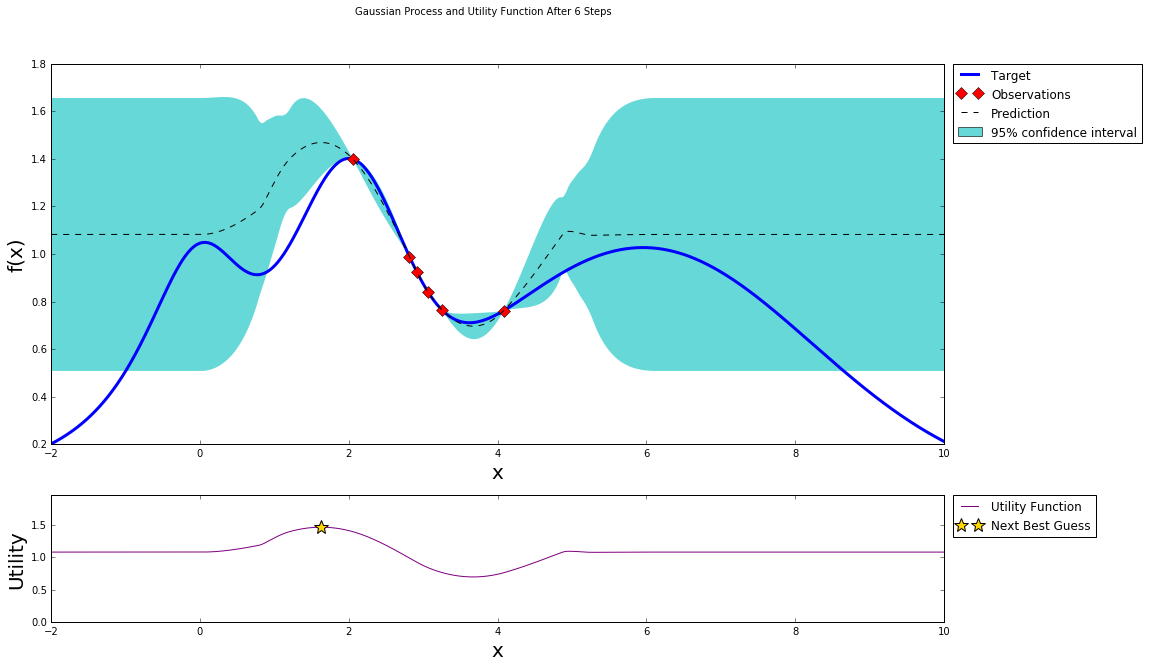 Gaussian Process and Utility Function After 6 Steps
1.8
1.6
1.4
1.2
1.0
0.8
0.6
0.4
0.2
f(x)
−2 0 2 4 6 8 10
x
Target
Observations
Prediction
95% confidence interval
1.5
1.0
0.5
0.0
Utility
−2 0 2 4 6 8 10
x
Utility Function
Next Best Guess